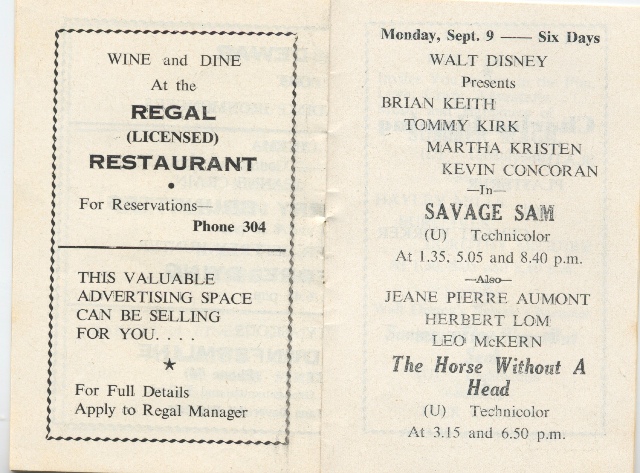 WINE and DINE
At the
REGAL
(LICENSED)
RESTAURANT
•
For Reservations—
Phone 304
THIS VALUABLE
ADVERTISING SPACE
CAN BE SELLING
FOR YOU. . . .
★
For Full Details
Apply to Regal Manager
Monday, Sept. 9 —— Six Days
WALT DISNEY
Presents
BRIAN KEITH
TOMMY KIRK
MARTHA KRISTEN
KEVIN CONCORAN
—In—
SAVAGE SAM
(U) Technicolor
At 1.35, 5.05 and 8.40 p.m.
—Also—
JEANE PIERRE AUMONT
HERBERT LOM
LEO McKERN
The Horse Without A
Head
(U) Technicolor
At 3.15 and 6.50 p.m.